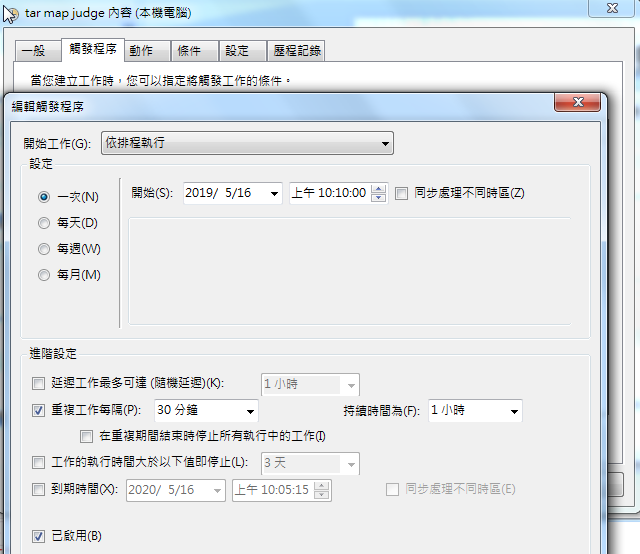 tar map judge 內容 (本機電腦)
一般 觸發程序 動作 條件 設定 歷程記錄
當您建立工作時，您可以指定將觸發工作的條件。
編輯觸發程序
開始工作(G): 依排程執行
設定
一次(N) 開始(S): 2019/ 5/16 上午 10:10:00 同步處理不同時區(Z)
每天(D)
每週(W)
每月(M)
進階設定
延遲工作最多可達 (隨機延遲)(K): 1 小時
重複工作每隔(P): 30 分鐘 持續時間為(F): 1 小時
在重複期間結束時停止所有執行中的工作(I)
工作的執行時間大於以下值即停止(L): 3 天
到期時間(X): 2020/ 5/16 上午 10:05:15 同步處理不同時區(E)
已啟用(B)